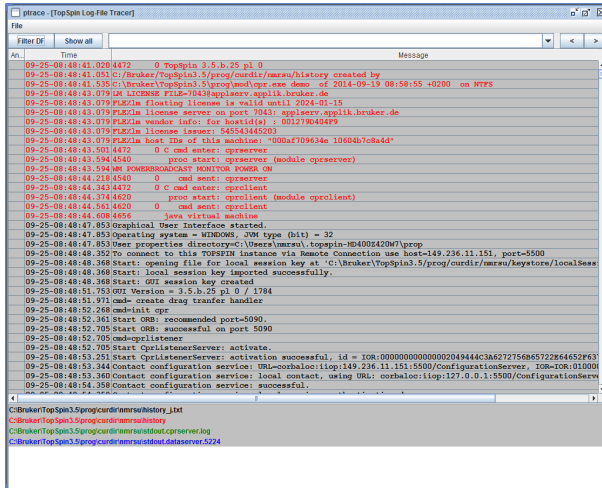 ptrace - [TopSpin Log-File Tracer]
File
Filter DF Show all < >
An... Time Message
09-25-08:48:41.020 4472 0 TopSpin 3.5.b.25 pl 0
09-25-08:48:41.051 C:/Bruker/TopSpin3.5/prog/curdir/nmrsu/history created by
09-25-08:48:41.535 C:/Bruker/TopSpin3.5/prog\mod\cpr.exe demo of 2014-09-19 08:58:55 +0200 on NTFS
09-25-08:48:43.079 LM LICENSE FILE=7043@applserv.applik.bruker.de
09-25-08:48:43.079 FLEXlm floating license is valid until 2024-01-15
09-25-08:48:43.079 FLEXlm license server on port 7043: applserv.applik.bruker.de
09-25-08:48:43.079 FLEXlm vendor info: for hostid(s) : 001279D404F9
09-25-08:48:43.079 FLEXlm license issuer: 545543445203
09-25-08:48:43.079 FLEXlm host IDs of this machine: "000af709634e 10604b7c8a4d"
09-25-08:48:43.501 4472 0 C cmd enter: cprserver
09-25-08:48:43.594 4540 proc start: cprserver (module cprserver)
09-25-08:48:43.594 WM POWERBROADCAST MONITOR POWER ON
09-25-08:48:44.218 4540 0 cmd sent: cprserver
09-25-08:48:44.343 4472 0 C cmd enter: cprclient
09-25-08:48:44.374 4620 proc start: cprclient (module cprclient)
09-25-08:48:44.561 4620 0 cmd sent: cprclient
09-25-08:48:44.608 4656 java virtual machine
09-25-08:48:47.853 Graphical User Interface started.
09-25-08:48:47.853 Operating system = WINDOWS, JVM type (bit) = 32
09-25-08:48:47.853 User properties directory=C:\Users\nmrsu\.topspin-HD400Z420W7\prop
09-25-08:48:48.352 To connect to this TOPSPIN instance via Remote Connection use host=149.236.11.151, port=5500
09-25-08:48:48.368 Start: opening file for local session key at 'C:\Bruker\TopSpin3.5/prog/curdir/nmrsu/keystore/localSessi
09-25-08:48:48.368 Start: local session key imported successfully.
09-25-08:48:48.368 Start: GUI session key created
09-25-08:48:51.753 GUI Version = 3.5.b.25 pl 0 / 1784
09-25-08:48:51.971 cmd= create drag tranfer handler
09-25-08:48:52.268 cmd=init cpr
09-25-08:48:52.361 Start ORB: recommended port=5090.
09-25-08:48:52.705 Start ORB: successful on port 5090
09-25-08:48:52.705 cmd=cprlistener
09-25-08:48:52.705 Start CprListenerServer: activate.
09-25-08:48:53.251 Start CprListenerServer: activation successful, id = IOR:000000000000002049444C3A6272756B65722E64652F637
09-25-08:48:53.344 Contact configuration service: URL=corbaloc:iiop:149.236.11.151:5500/ConfigurationServer, IOR=IOR:01000
09-25-08:48:53.360 Contact configuration service: local contact, using URL: corbaloc:iiop:127.0.0.1:5500/ConfigurationServe
09-25-08:48:54.358 Contact configuration service: successful.
C:\Bruker\TopSpin3.5\prog\curdir\nmrsu\history_j.txt
C:\Bruker\TopSpin3.5\prog\curdir\nmrsu\history
C:\Bruker\TopSpin3.5\prog\curdir\nmrsu\stdout.cprserver.log
C:\Bruker\TopSpin3.5\prog\curdir\nmrsu\stdout.dataserver.5224